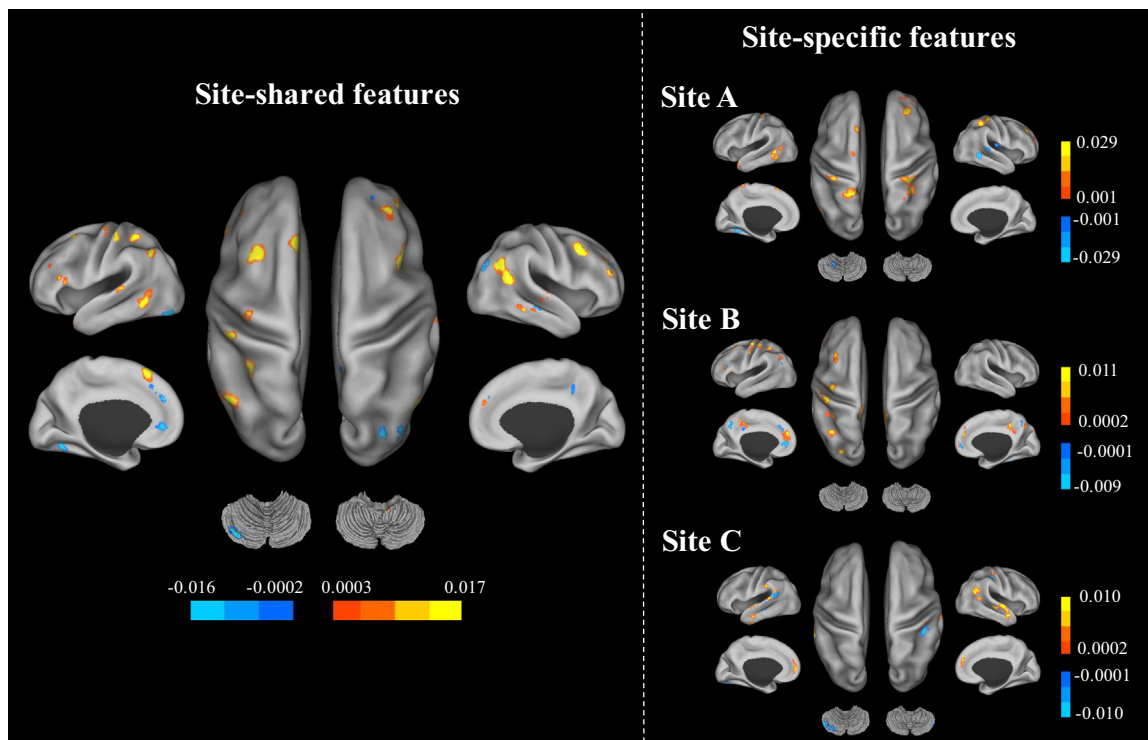 Site-shared features
-0.016 -0.0002 0.0003 0.017
Site-specific features
Site A
0.029
0.001
-0.001
-0.029
Site B
0.011
0.0002
-0.0001
-0.009
Site C
0.010
0.0002
-0.0001
-0.010